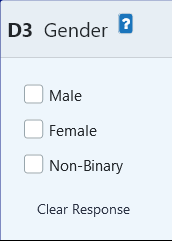 D3 Gender ?
Male
Female
Non-Binary
Clear Response